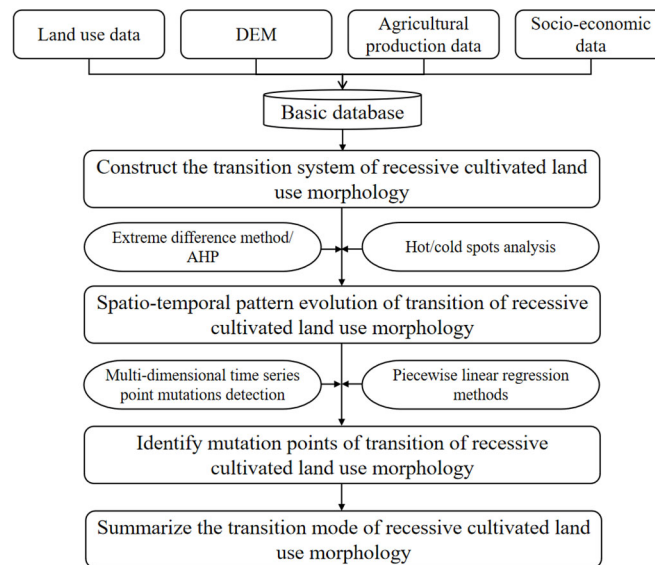 Land use data
DEM
Agricultural
production data
Socio-economic
data
Basic database
Construct the transition system of recessive cultivated land
use morphology
Extreme difference method/
AHP
Hot/cold spots analysis
Spatio-temporal pattern evolution of transition of recessive
cultivated land use morphology
Multi-dimensional time series
point mutations detection
Piecewise linear regression
methods
Identify mutation points of transition of recessive
cultivated land use morphology
Summarize the transition mode of recessive cultivated land
use morphology